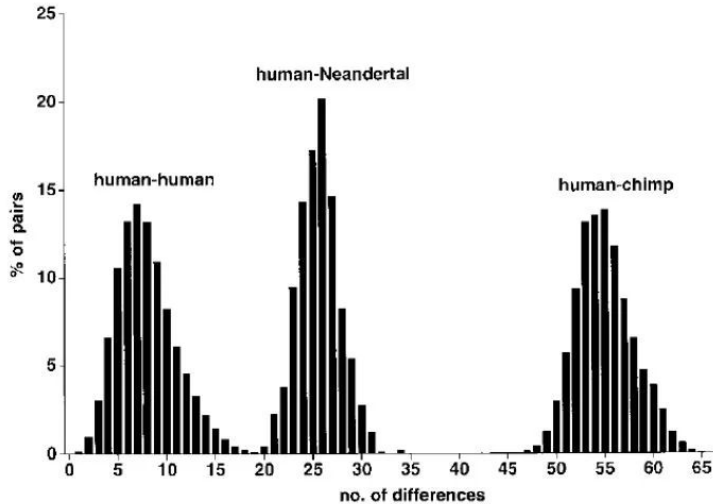 25
human-Neandertal
20
human-human
human-chimp
15
% of pairs
10
5
0
0 5 10 15 20 25 30 35 40 45 50 55 60 65
no. of differences